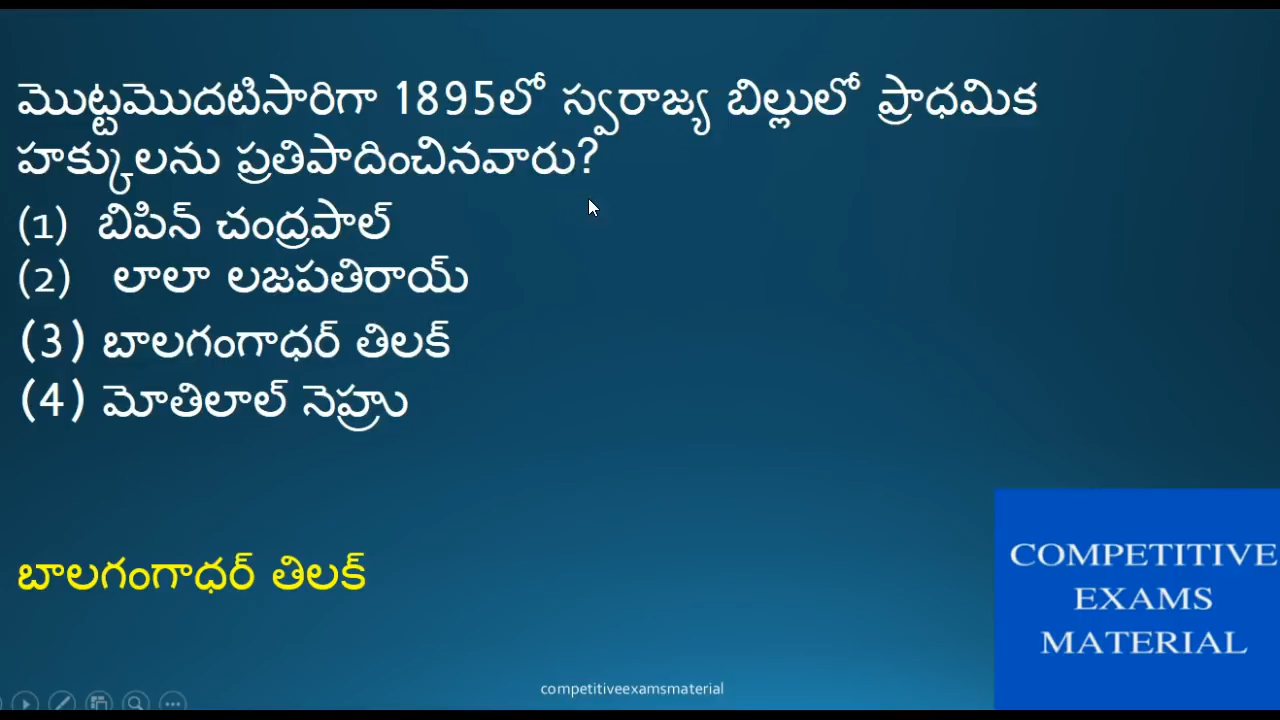 మొట్టమొదటిసారిగా 1895లో స్వరాజ్య బిల్లులో ప్రాధమిక
హక్కులను ప్రతిపాదించినవారు?
(1) బిపిన్ చంద్రపాల్
(2) లాలా లజపతిరాయ్
(3) బాలగంగాధర్ తిలక్
(4) మోతిలాల్ నెహ్రు
బాలగంగాధర్ తిలక్
COMPETITIVE
EXAMS
MATERIAL
competitiveexamsmaterial